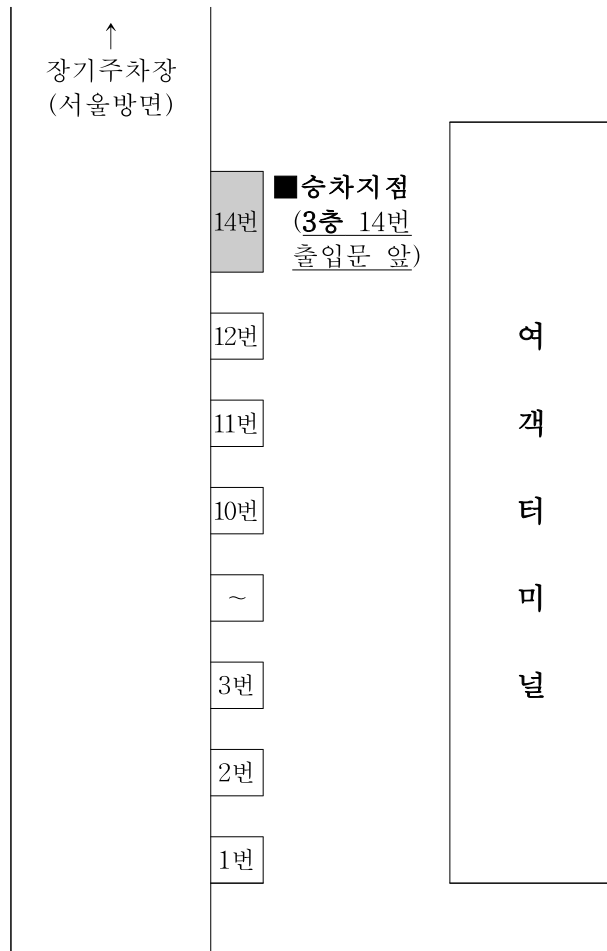 ↑
장기주차장
(서울방면)
■승차지점
14번
(3층 14번
출입문 앞)
12번
11번
10번
~
3번
2번
1번
여
객
터
미
널